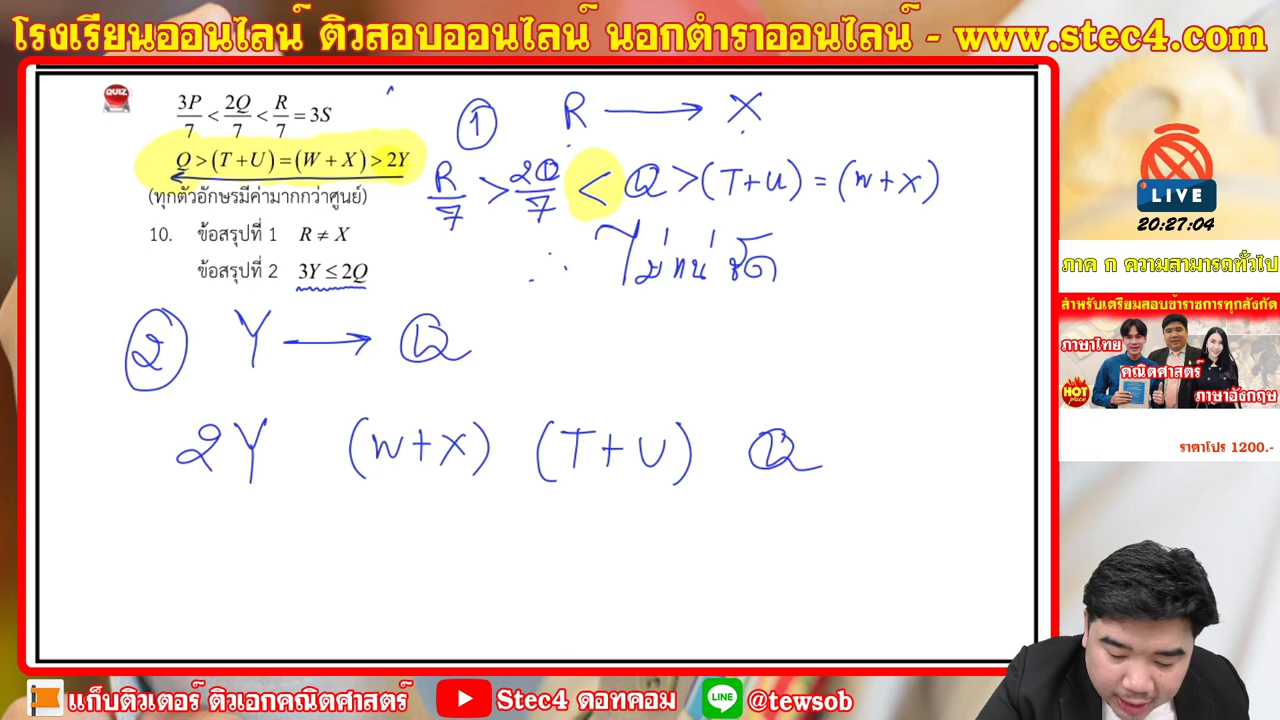 โรงเรียนออนไลน์ ติวสอบออนไลน์ นอกตำราออนไลน์ - www.stec4.com
QUIZ
3P/7 < 2Q/7 < R/7 = 3S
Q > (T + U) = (W + X) > 2Y
(ทุกตัวอักษรมีค่ามากกว่าศูนย์)
10. ข้อสรุปที่ 1 R ≠ X
ข้อสรุปที่ 2 3Y ≤ 2Q
① R → X
R/7 > 2Q/7 < Q > (T+U) = (W+X)
∴ ไม่แน่ชัด
② Y → Q
2Y (W+X) (T+U) Q
LIVE
20:27:04
ภาค ก ความสามารถทั่วไป
สำหรับเตรียมสอบข้าราชการทุกสังกัด
ภาษาไทย
คณิตศาสตร์
ภาษาอังกฤษ
HOT
price
ราคาโปร 1200.-
แก็บติวเตอร์ ติวเอกคณิตศาสตร์
Stec4 ดอทคอม
LINE
@tewsob